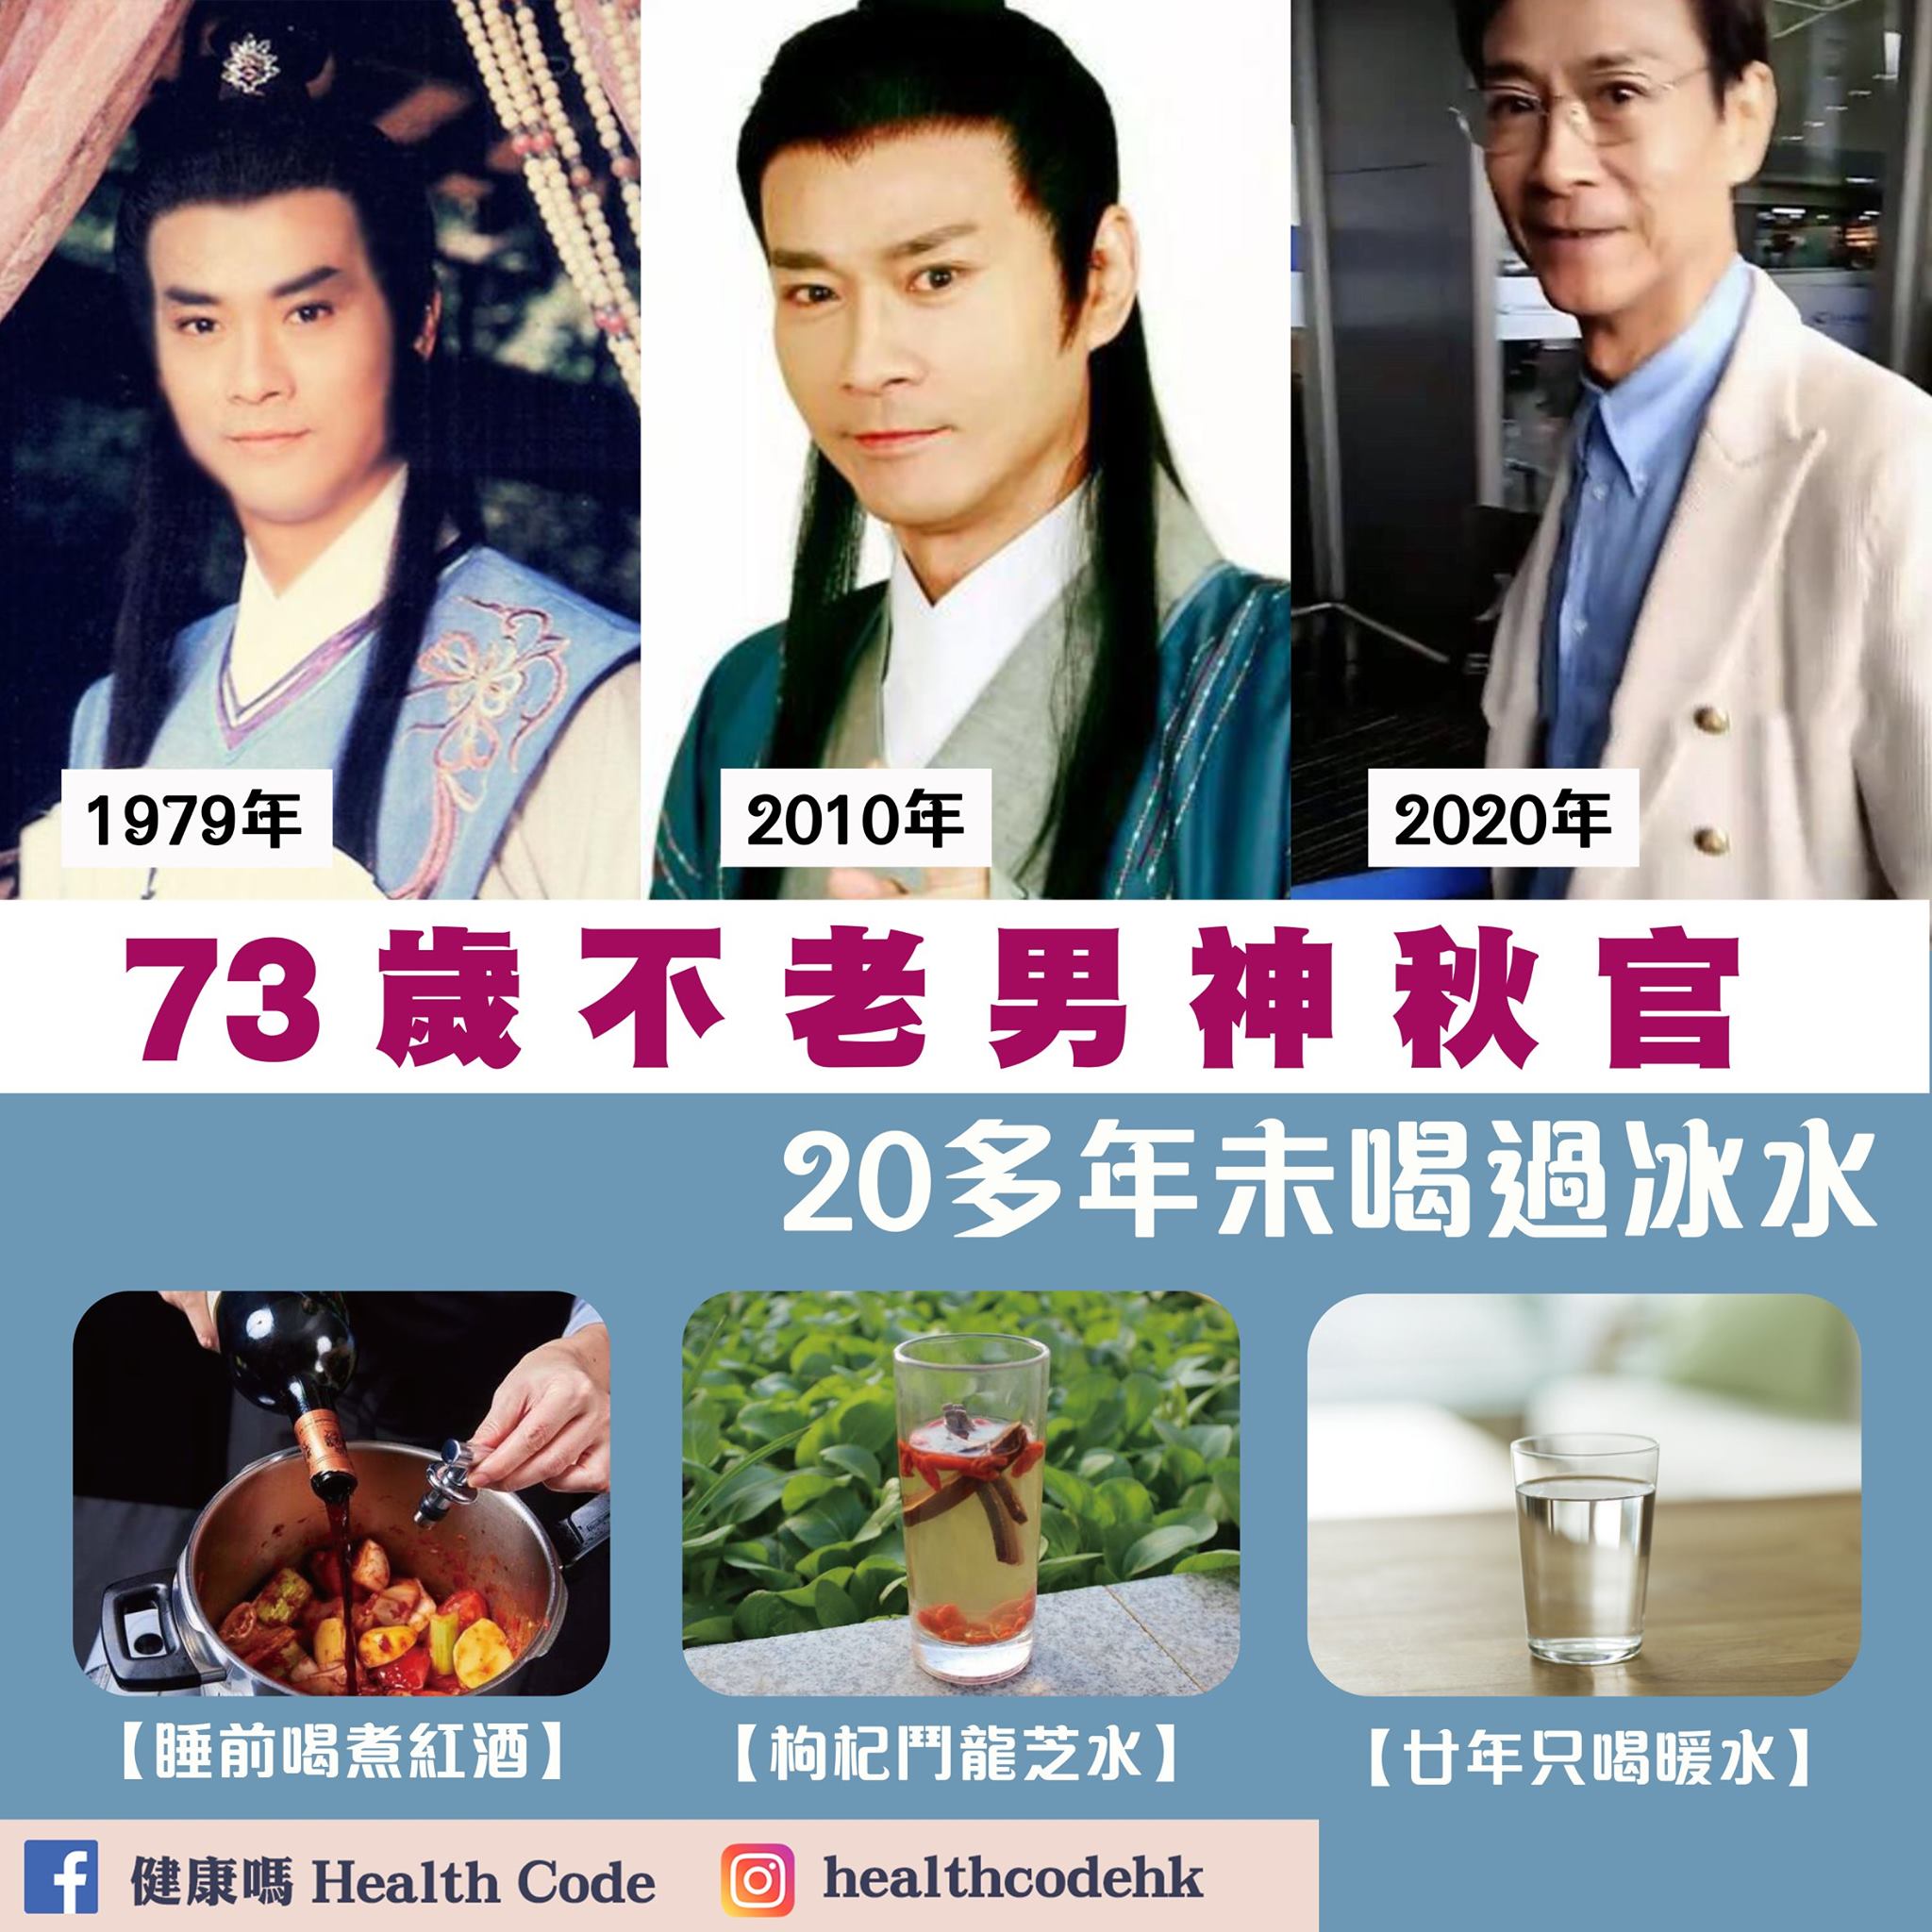 1979年
2010年
2020年
73歲不老男神秋官
20多年未喝過冰水
【睡前喝煮紅酒】
【枸杞鬥龍芝水】
【廿年只喝暖水】
健康嗎 Health Code
healthcodehk